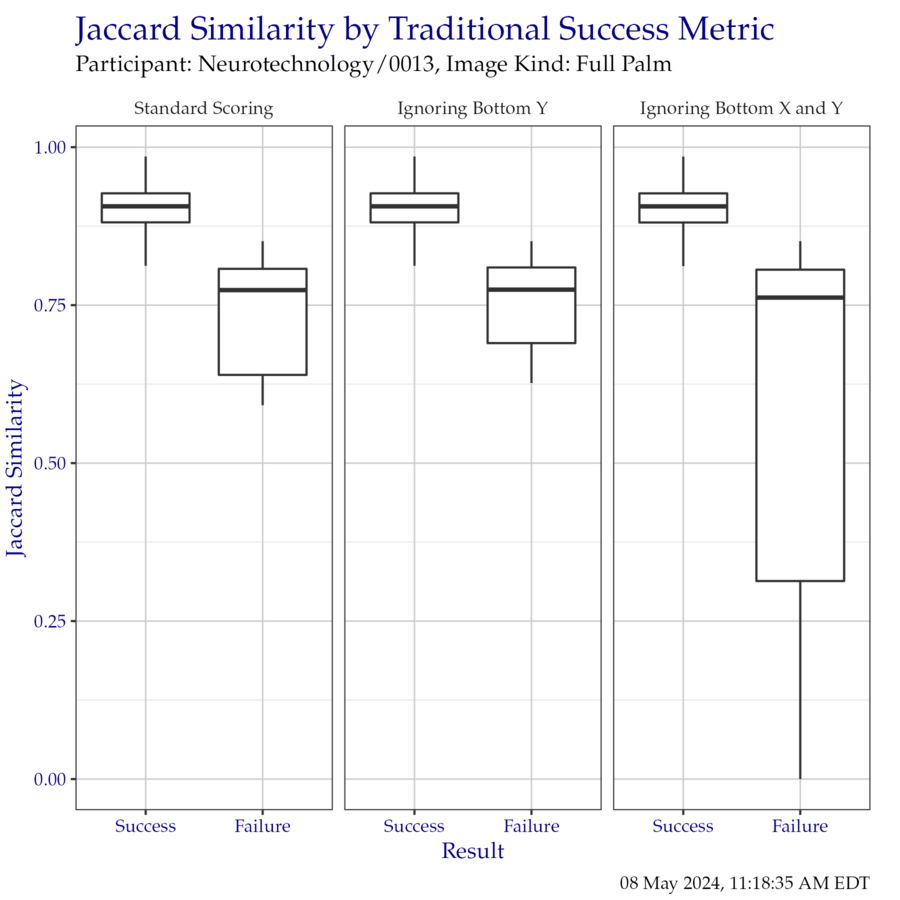 Jaccard Similarity by Traditional Success Metric
Participant: Neurotechnology/0013, Image Kind: Full Palm
Standard Scoring
Ignoring Bottom Y
Ignoring Bottom X and Y
Jaccard Similarity
1.00
0.75
0.50
0.25
0.00
Success
Failure
Success
Failure
Success
Failure
Result
08 May 2024, 11:18:35 AM EDT